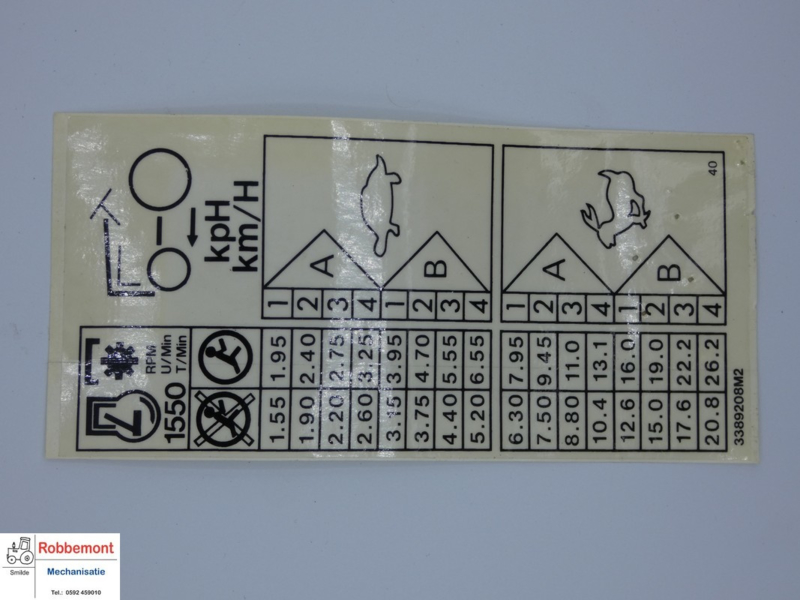 kpH
km/H
A
B
1 2 3 4 1 2 3 4
40
A
B
1 2 3 4 1 2 3 4
1550 RPM
U/Min
T/Min
1.95 2.40 2.75 3.25 3.95 4.70 5.55 6.55
7.95 9.45 11.0 13.1 16.0 19.0 22.2 26.2
1.55 1.90 2.20 2.60 3.15 3.75 4.40 5.20
6.30 7.50 8.80 10.4 12.6 15.0 17.6 20.8
3389208M2
Robbemont
Smilde Mechanisatie
Tel.: 0592 459010